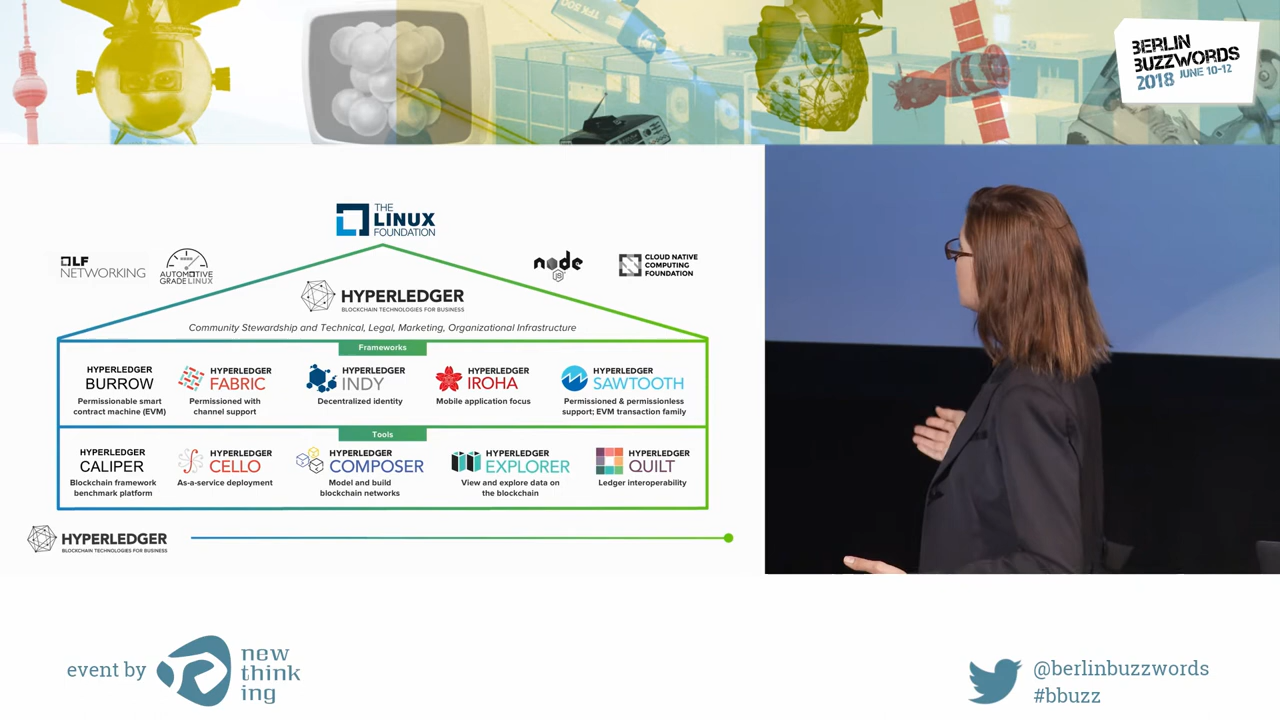 BERLIN
BUZZWORDS
2018 JUNE 10-12
THE
LINUX
FOUNDATION
LF
NETWORKING
AUTOMOTIVE
GRADE LINUX
node
JS
CLOUD NATIVE
COMPUTING
FOUNDATION
HYPERLEDGER
BLOCKCHAIN TECHNOLOGIES FOR BUSINESS
Community Stewardship and Technical, Legal, Marketing, Organizational Infrastructure
Frameworks
HYPERLEDGER
BURROW
Permissionable smart
contract machine (EVM)
HYPERLEDGER
FABRIC
Permissioned with
channel support
HYPERLEDGER
INDY
Decentralized identity
HYPERLEDGER
IROHA
Mobile application focus
HYPERLEDGER
SAWTOOTH
Permissioned & permissionless
support; EVM transaction family
Tools
HYPERLEDGER
CALIPER
Blockchain framework
benchmark platform
HYPERLEDGER
CELLO
As-a-service deployment
HYPERLEDGER
COMPOSER
Model and build
blockchain networks
HYPERLEDGER
EXPLORER
View and explore data on
the blockchain
HYPERLEDGER
QUILT
Ledger interoperability
HYPERLEDGER
BLOCKCHAIN TECHNOLOGIES FOR BUSINESS
event by
new
think
ing
@berlinbuzzwords
#bbuzz